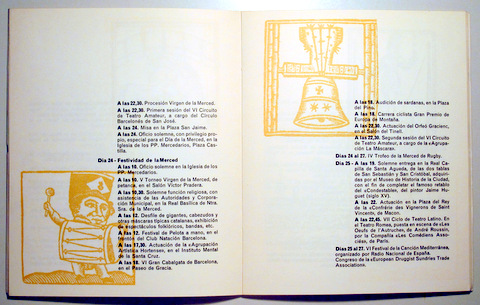 A las 22,30. Procesión Virgen de la Merced.
A las 22,30. Primera sesión del VI Circuito
de Teatro Amateur, a cargo del Círculo
Barcelonés de San José.
A las 24. Misa en la Plaza San Jaime.
A las 24. Oficio solemne, con privilegio pro-
pio, especial para el Día de la Merced, en la
Iglesia de los PP. Mercedarios, Plaza Cas-
tilla.
Día 24 - Festividad de la Merced
A las 10. Oficio solemne en la Iglesia de los
PP. Mercedarios.
A las 10. V Torneo Virgen de la Merced, de
petanca, en el Salón Víctor Pradera.
A las 10,30. Solemne función religiosa, con
asistencia de las Autoridades y Corpora-
ción Municipal, en la Real Basílica de Ntra.
Sra. de la Merced.
A las 12. Desfile de gigantes, cabezudos y
otras máscaras típicas catalanas, exhibición
de espectáculos folklóricos, bandas, etc.
A las 12. Festival de Pelota a mano, en el
frontón del Club Natación Barcelona.
A las 11,30. Actuación de la «Agrupación
Artística Hortense», en el Instituto Mental
de la Santa Cruz.
A las 18. VI Gran Cabalgata de Barcelona,
en el Paseo de Gracia.
A las 18. Audición de sardanas, en la Plaza
del Pino.
A las 18. Carrera ciclista Gran Premio de
Europa de Montaña.
A las 22,30. Actuación del Orfeo Gracienc,
en el Salón del Tinell.
A las 22,30. Segunda sesión del VI Circuito
de Teatro Amateur, a cargo de la «Agrupa-
ción La Máscara».
Día 24 al 27. IV Trofeo de la Merced de Rugby.
Día 25 - A las 19. Solemne entrega en la Real Ca-
pilla de Santa Agueda, de las dos tablas
de San Sebastián y San Cristóbal, adquiri-
das por el Museo de Historia de la Ciudad,
con el fin de completar el famoso retablo
del «Condestable», del pintor Jaime Hu-
guet (siglo XV).
A las 22. Actuación en la Plaza del Rey
de la «Confrérie des Vignerons de Saint
Vincent», de Macon.
A las 22,45. VII Ciclo de Teatro Latino. En
el Teatro Romea, puesta en escena de «Les
Oeufs de l'Autruche», de André Roussin,
por la Compañía «Les Comédiens Asso-
ciés», de París.
Días 25 al 27. VI Festival de la Canción Mediterránea,
organizado por Radio Nacional de España.
Congreso de la «European Druggist Sundries Trade
Association».